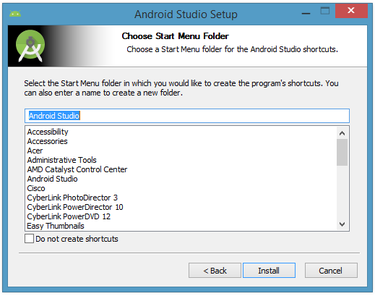 Android Studio Setup
Choose Start Menu Folder
Choose a Start Menu folder for the Android Studio shortcuts.
Select the Start Menu folder in which you would like to create the program's shortcuts. You
can also enter a name to create a new folder.
Android Studio
Accessibility
Accessories
Acer
Administrative Tools
AMD Catalyst Control Center
Android Studio
Cisco
CyberLink PhotoDirector 3
CyberLink PowerDirector 10
CyberLink PowerDVD 12
Easy Thumbnails
Do not create shortcuts
< Back
Install
Cancel